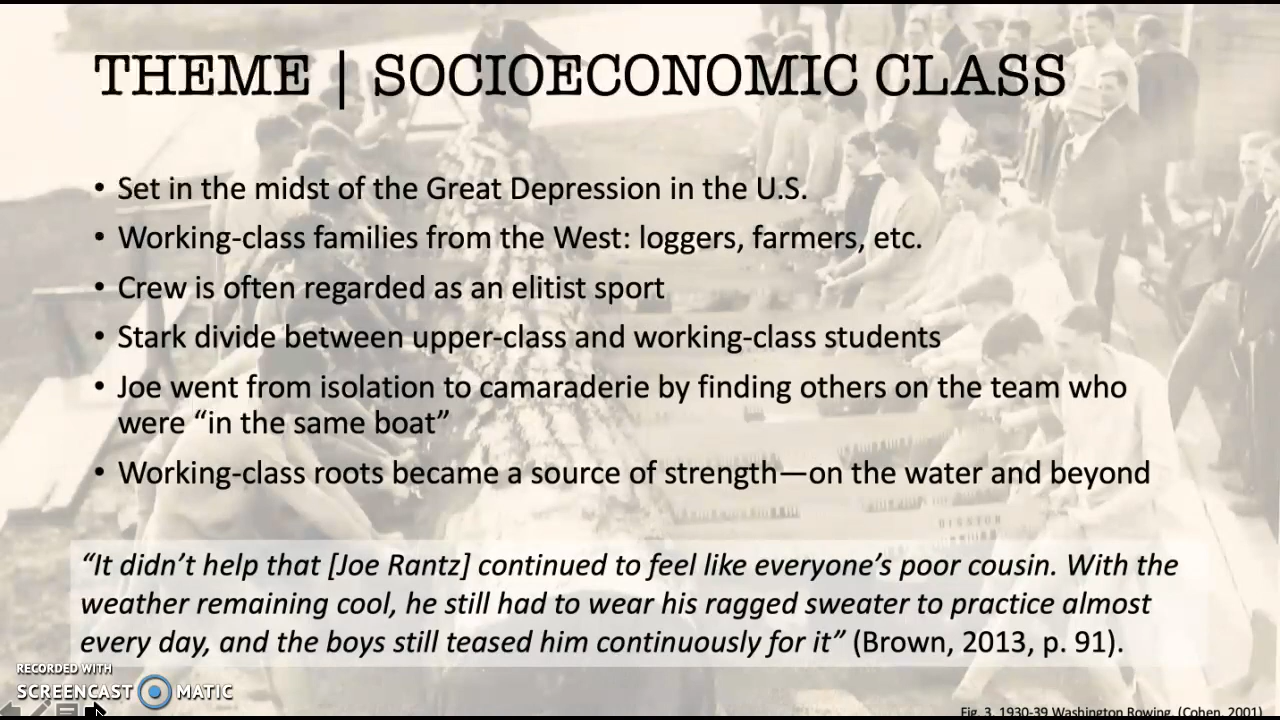 THEME | SOCIOECONOMIC CLASS
• Set in the midst of the Great Depression in the U.S.
• Working-class families from the West: loggers, farmers, etc.
• Crew is often regarded as an elitist sport
• Stark divide between upper-class and working-class students
• Joe went from isolation to camaraderie by finding others on the team who
were “in the same boat”
• Working-class roots became a source of strength—on the water and beyond
DISSTON
“It didn’t help that [Joe Rantz] continued to feel like everyone’s poor cousin. With the
weather remaining cool, he still had to wear his ragged sweater to practice almost
every day, and the boys still teased him continuously for it” (Brown, 2013, p. 91).
RECORDED WITH
SCREENCAST MATIC
Fig. 3. 1930-39 Washington Rowing. (Cohen, 2001)